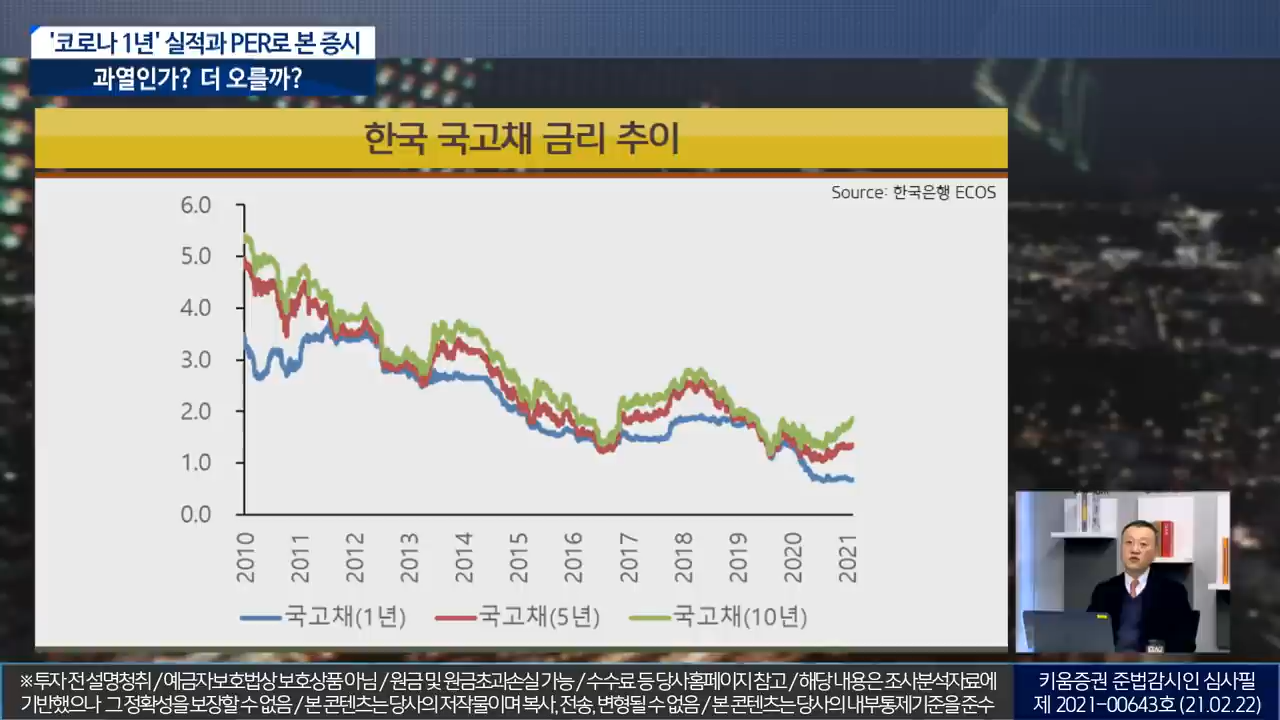 '코로나 1년' 실적과 PER로 본 증시
과열인가? 더 오를까?
한국 국고채 금리 추이
Source: 한국은행 ECOS
6.0
5.0
4.0
3.0
2.0
1.0
0.0
2010
2011
2012
2013
2014
2015
2016
2017
2018
2019
2020
2021
국고채(1년)
국고채(5년)
국고채(10년)
※ 투자 전 설명청취 / 예금자보호법상 보호상품 아님 / 원금 및 원금초과손실 가능 / 수수료 등 당사홈페이지 참고 / 해당 내용은 조사분석자료에
기반했으나 그 정확성을 보장할 수 없음 / 본 콘텐츠는 당사의 저작물이며 복사, 전송, 변형될 수 없음 / 본 콘텐츠는 당사의 내부통제기준을 준수
키움증권 준법감시인 심사필
제 2021-00643호 (21.02.22)